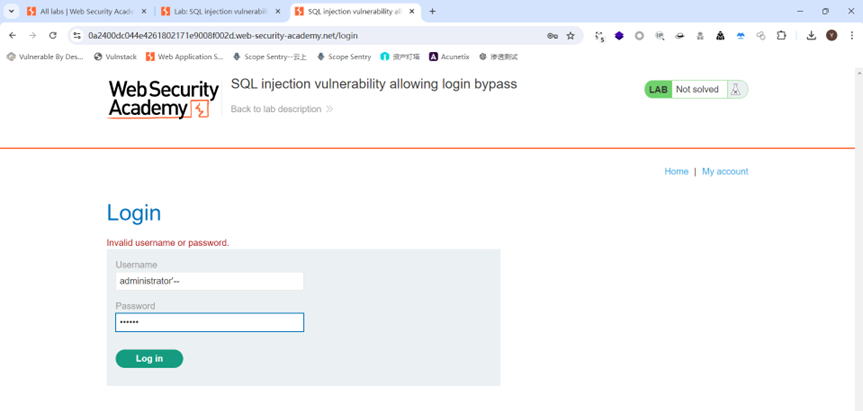 All labs | Web Security Acade
Lab: SQL injection vulnerabili
SQL injection vulnerability all
0a2400dc044e4261802171e9008f002d.web-security-academy.net/login
Vulnerable By Des...
Vulnstack
Web Application S...
Scope Sentry--云上
Scope Sentry
资产灯塔
Acunetix
渗透测试
WebSecurity
Academy
SQL injection vulnerability allowing login bypass
Back to lab description
LAB Not solved
Home | My account
Login
Invalid username or password.
Username
administrator'--
Password
••••••
Log in